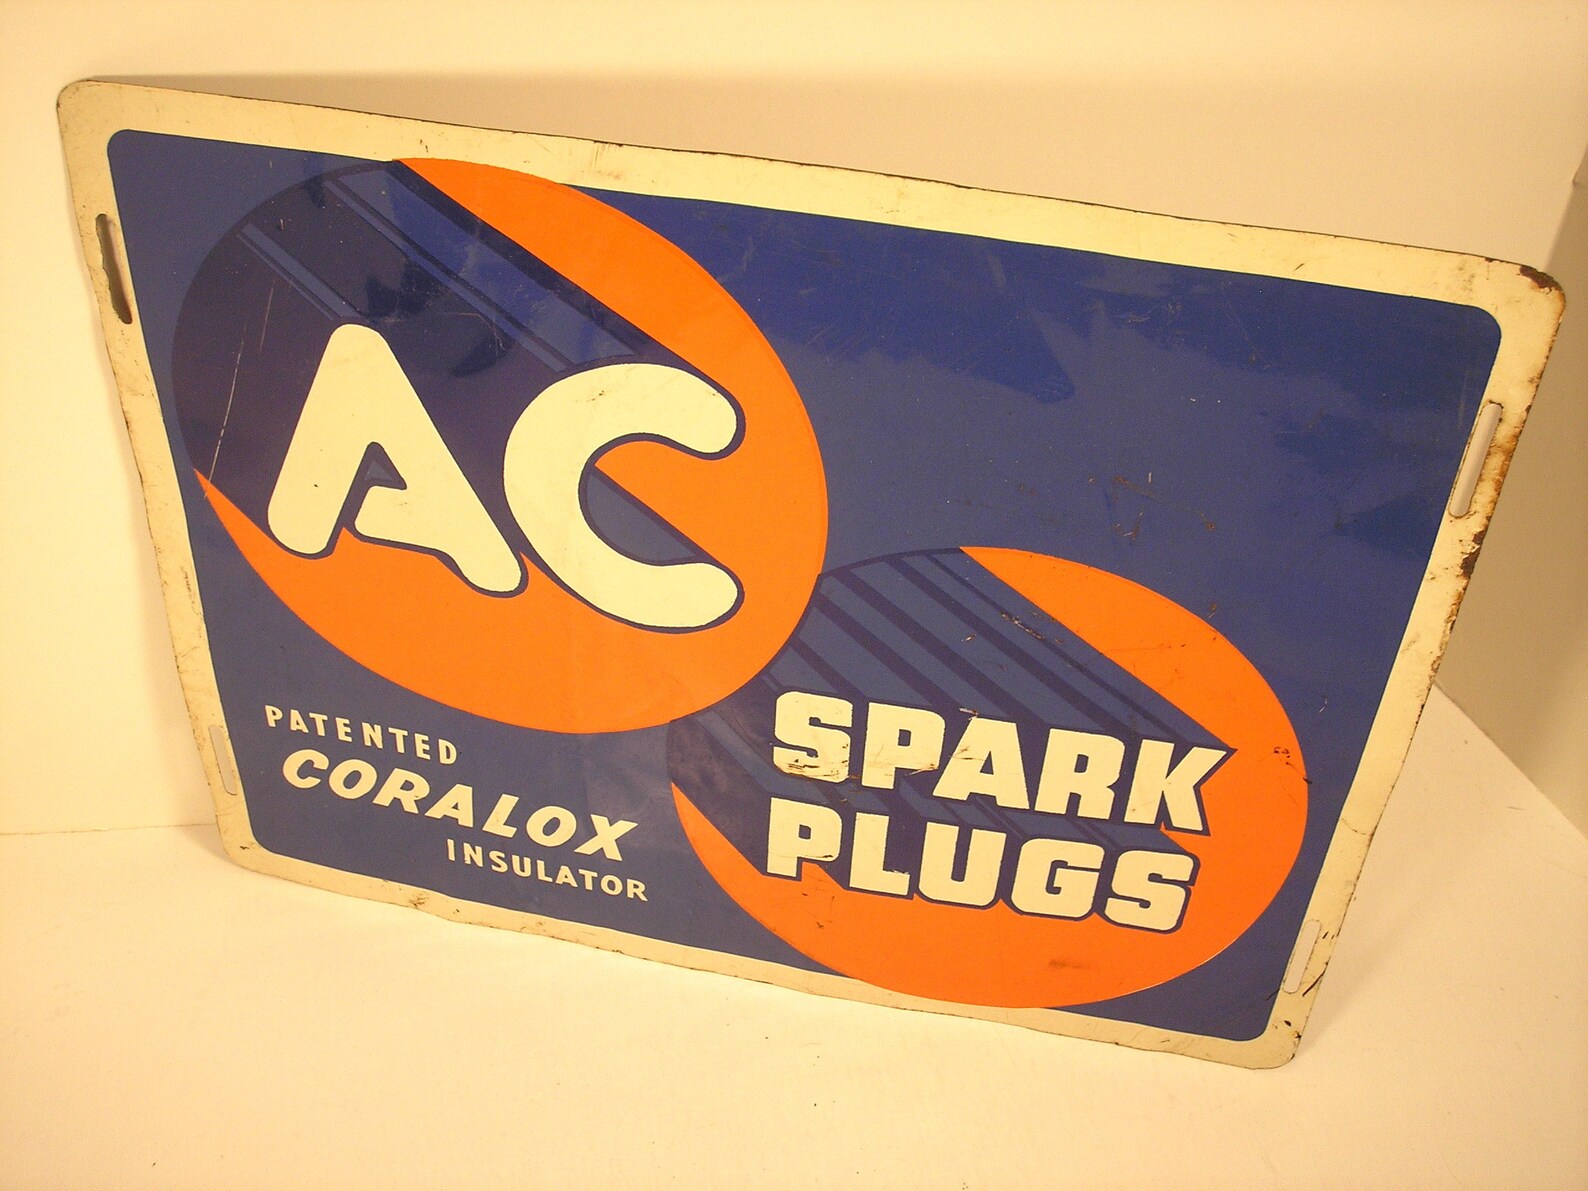 AC
PATENTED
CORALOX
INSULATOR
SPARK
PLUGS